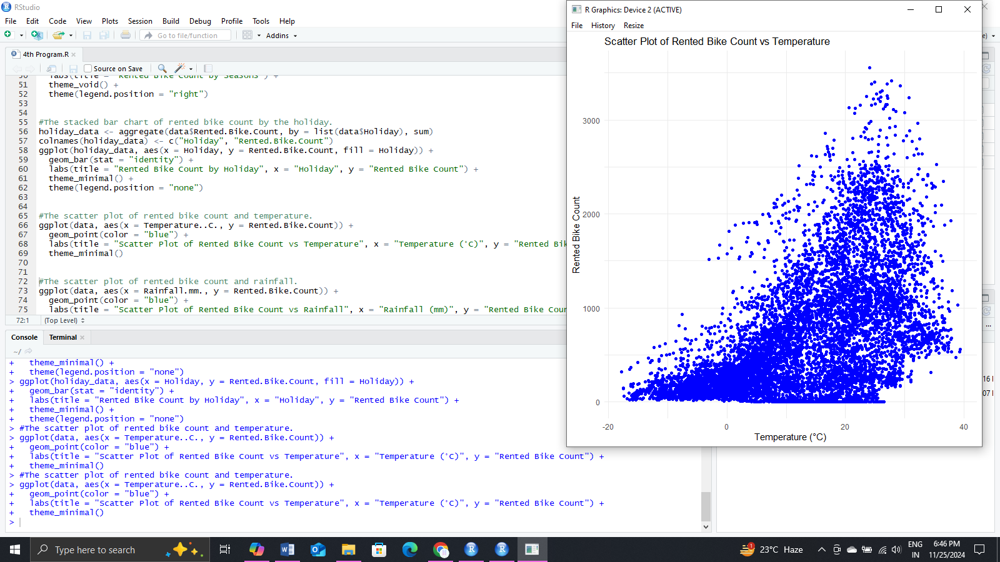 RStudio
File Edit Code View Plots Session Build Debug Profile Tools Help
Go to file/function
Addins
4th Program.R
Source on Save
50 labs(title = "Rented Bike Count by Seasons") +
51 theme_void() +
52 theme(legend.position = "right")
53
54
55 #The stacked bar chart of rented bike count by the holiday.
56 holiday_data <- aggregate(data$Rented.Bike.Count, by = list(data$Holiday), sum)
57 colnames(holiday_data) <- c("Holiday", "Rented.Bike.Count")
58 ggplot(holiday_data, aes(x = Holiday, y = Rented.Bike.Count, fill = Holiday)) +
59 geom_bar(stat = "identity") +
60 labs(title = "Rented Bike Count by Holiday", x = "Holiday", y = "Rented Bike Count") +
61 theme_minimal() +
62 theme(legend.position = "none")
63
64
65 #The scatter plot of rented bike count and temperature.
66 ggplot(data, aes(x = Temperature..C., y = Rented.Bike.Count)) +
67 geom_point(color = "blue") +
68 labs(title = "Scatter Plot of Rented Bike Count vs Temperature", x = "Temperature (°C)", y = "Rented Bik
69 theme_minimal()
70
71
72 #The scatter plot of rented bike count and rainfall.
73 ggplot(data, aes(x = Rainfall.mm., y = Rented.Bike.Count)) +
74 geom_point(color = "blue") +
75 labs(title = "Scatter Plot of Rented Bike Count vs Rainfall", x = "Rainfall (mm)", y = "Rented Bike Cour
72:1 (Top Level)
Console Terminal
~/
+ theme_minimal() +
+ theme(legend.position = "none")
> ggplot(holiday_data, aes(x = Holiday, y = Rented.Bike.Count, fill = Holiday)) +
+ geom_bar(stat = "identity") +
+ labs(title = "Rented Bike Count by Holiday", x = "Holiday", y = "Rented Bike Count") +
+ theme_minimal() +
+ theme(legend.position = "none")
> #The scatter plot of rented bike count and temperature.
> ggplot(data, aes(x = Temperature..C., y = Rented.Bike.Count)) +
+ geom_point(color = "blue") +
+ labs(title = "Scatter Plot of Rented Bike Count vs Temperature", x = "Temperature (°C)", y = "Rented Bike Count") +
+ theme_minimal()
> #The scatter plot of rented bike count and temperature.
> ggplot(data, aes(x = Temperature..C., y = Rented.Bike.Count)) +
+ geom_point(color = "blue") +
+ labs(title = "Scatter Plot of Rented Bike Count vs Temperature", x = "Temperature (°C)", y = "Rented Bike Count") +
+ theme_minimal()
>
R Graphics: Device 2 (ACTIVE)
File History Resize
Scatter Plot of Rented Bike Count vs Temperature
Rented Bike Count
3000
2000
1000
0
-20 0 20 40
Temperature (°C)
e)
16
07
Type here to search
1
23°C Haze
ENG
IN
6:46 PM
11/25/2024